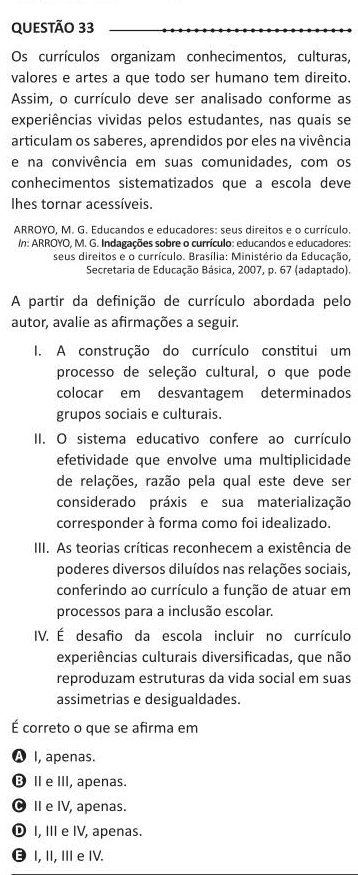 QUESTÃO 33
Os currículos organizam conhecimentos, culturas,
valores e artes a que todo ser humano tem direito.
Assim, o currículo deve ser analisado conforme as
experiências vividas pelos estudantes, nas quais se
articulam os saberes, aprendidos por eles na vivência
e na convivência em suas comunidades, com os
conhecimentos sistematizados que a escola deve
lhes tornar acessíveis.
ARROYO, M. G. Educandos e educadores: seus direitos e o currículo.
In: ARROYO, M. G. Indagações sobre o currículo: educandos e educadores:
seus direitos e o currículo. Brasília: Ministério da Educação,
Secretaria de Educação Básica, 2007, p. 67 (adaptado).
A partir da definição de currículo abordada pelo
autor, avalie as afirmações a seguir.
I. A construção do currículo constitui um
processo de seleção cultural, o que pode
colocar em desvantagem determinados
grupos sociais e culturais.
II. O sistema educativo confere ao currículo
efetividade que envolve uma multiplicidade
de relações, razão pela qual este deve ser
considerado práxis e sua materialização
corresponder à forma como foi idealizado.
III. As teorias críticas reconhecem a existência de
poderes diversos diluídos nas relações sociais,
conferindo ao currículo a função de atuar em
processos para a inclusão escolar.
IV. É desafio da escola incluir no currículo
experiências culturais diversificadas, que não
reproduzam estruturas da vida social em suas
assimetrias e desigualdades.
É correto o que se afirma em
A I, apenas.
B II e III, apenas.
C II e IV, apenas.
D I, III e IV, apenas.
E I, II, III e IV.